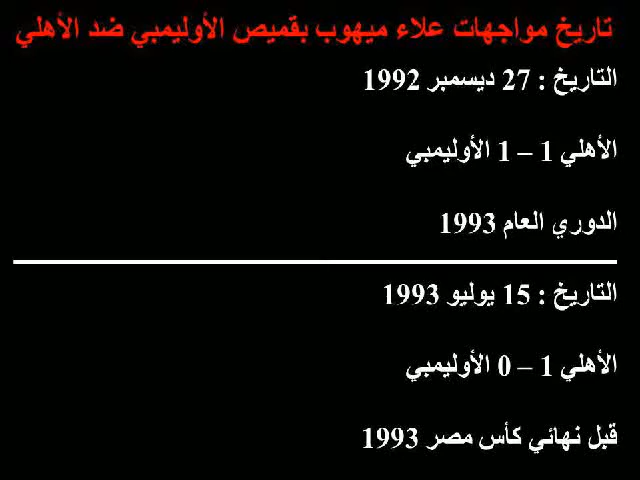 تاريخ مواجهات علاء ميهوب بقميص الأوليمبي ضد الأهلي
التاريخ : 27 ديسمبر 1992
الأهلي 1 – 1 الأوليمبي
الدوري العام 1993
التاريخ : 15 يوليو 1993
الأهلي 1 – 0 الأوليمبي
قبل نهائي كأس مصر 1993